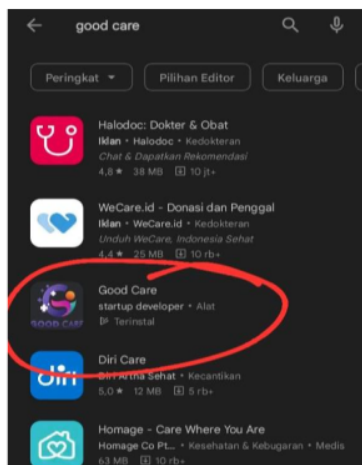 good care
Peringkat
Pilihan Editor
Keluarga
Halodoc: Dokter & Obat
Iklan • Halodoc • Kedokteran
Chat & Dapatkan Rekomendasi
4,8 ★ 38 MB 10 jt+
WeCare.id - Donasi dan Penggal
Iklan • WeCare.id • Kedokteran
Unduh WeCare, Indonesia Sehat
4,4 ★ 25 MB 10 rb+
GOOD CARE
Good Care
startup developer • Alat
Terinstal
diri
Diri Care
Diri Artha Sehat • Kecantikan
5,0 ★ 12 MB 5 rb+
Homage - Care Where You Are
Homage Co Pt... • Kesehatan & Kebugaran • Medis
63 MB 10 rb+